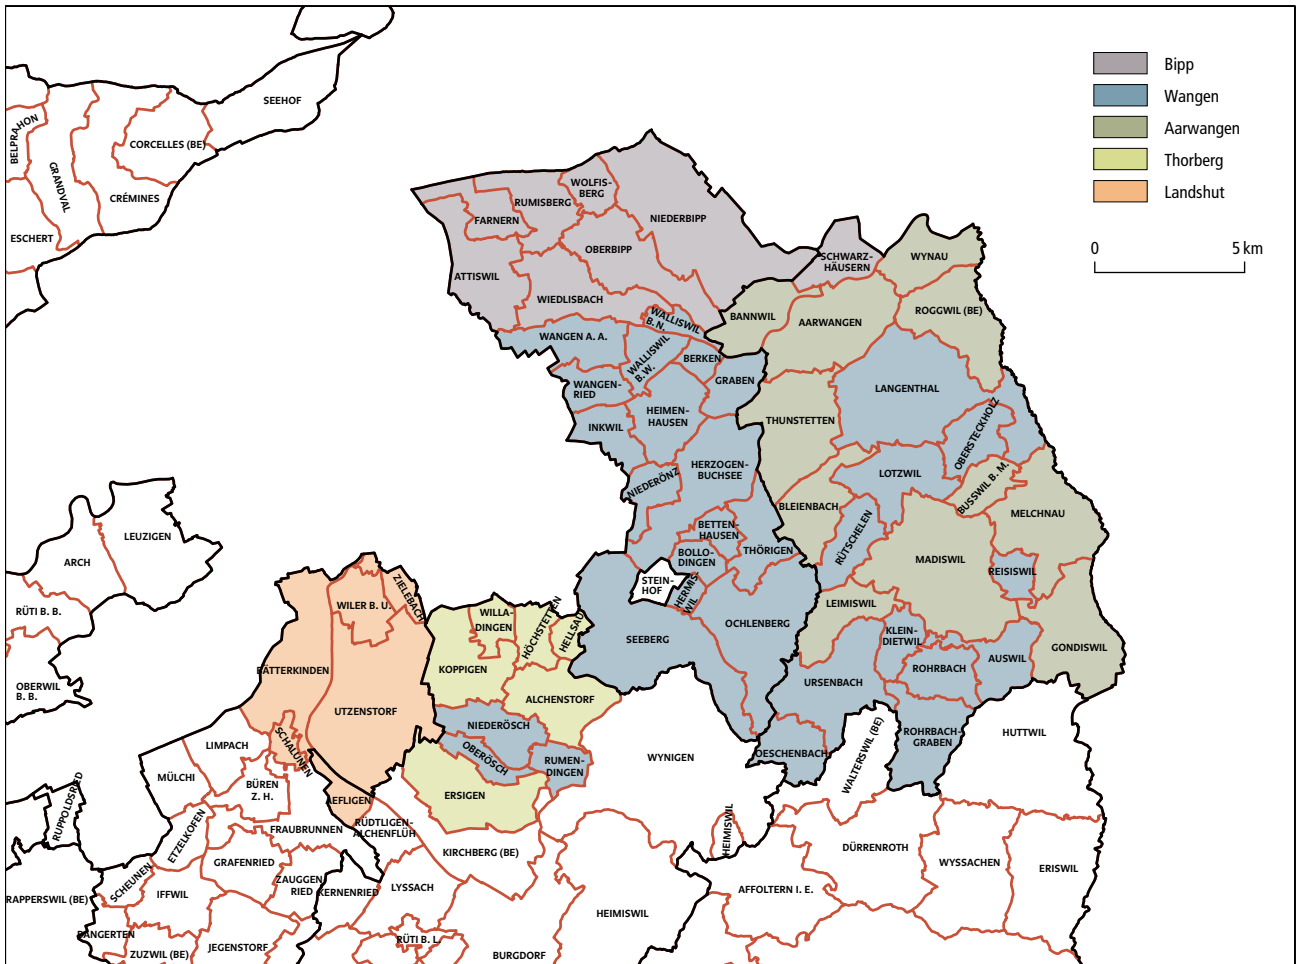 Bipp
Wangen
Aarwangen
Thorberg
Landshut
0
5 km
SEEHOF
BELPRAHON
CORCELLES (BE)
GRANDVAL
CRÉMINES
ESCHERT
WOLFIS-
BERG
RUMISBERG
FARNERN
NIEDERBIPP
OBERBIPP
ATTISWIL
WIEDLISBACH
SCHWARZ-
HÄUSERN
WYNAU
ROGGWIL (BE)
BANNWIL
AARWANGEN
WALLISWIL
B. N.
WANGEN A. A.
WALLISWIL
B. W.
BERKEN
GRABEN
WANGEN-
RIED
LANGENTHAL
HEIMEN-
HAUSEN
INKWIL
THUNSTETTEN
OBERSTECKHOLZ
HERZOGEN-
BUCHSEE
NIEDERÖNZ
LOTZWIL
BUSSWIL B. M.
BLEIENBACH
MELCHNAU
BETTEN-
HAUSEN
RÜTSCHELEN
THÖRIGEN
BOLLO-
DINGEN
MADISWIL
REISISWIL
STEIN-
HOF
HERMIS-
WIL
LEIMISWIL
OCHLENBERG
SEEBERG
KLEIN-
DIETWIL
GONDISWIL
AUSWIL
ROHRBACH
URSENBACH
ROHRBACH-
GRABEN
OESCHENBACH
WALTERSWIL (BE)
HUTTWIL
LEUZIGEN
ARCH
RÜTI B. B.
OBERWIL
B. B.
ZIELEBACH
WILER B. U.
BÄTTERKINDEN
UTZENSTORF
SCHALUNEN
AEFLIGEN
WILLA-
DINGEN
HÖCHSTETTEN
HELLSAU
KOPPIGEN
ALCHENSTORF
NIEDERÖSCH
OBERÖSCH
RUMEN-
DINGEN
ERSIGEN
WYNIGEN
LIMPACH
MÜLCHI
BÜREN
Z. H.
RUPPOLDSRIED
ETZELKOFEN
FRAUBRUNNEN
RÜDTLIGEN-
ALCHENFLÜH
KIRCHBERG (BE)
HEIMISWIL
DÜRRENROTH
WYSSACHEN
ERISWIL
GRAFENRIED
SCHEUNEN
IFFWIL
ZAUGGEN
RIED
KERNENRIED
LYSSACH
AFFOLTERN I. E.
RAPPERSWIL (BE)
HEIMISWIL
BANGERTEN
ZUZWIL (BE)
JEGENSTORF
RÜTI B. L.
BURGDORF